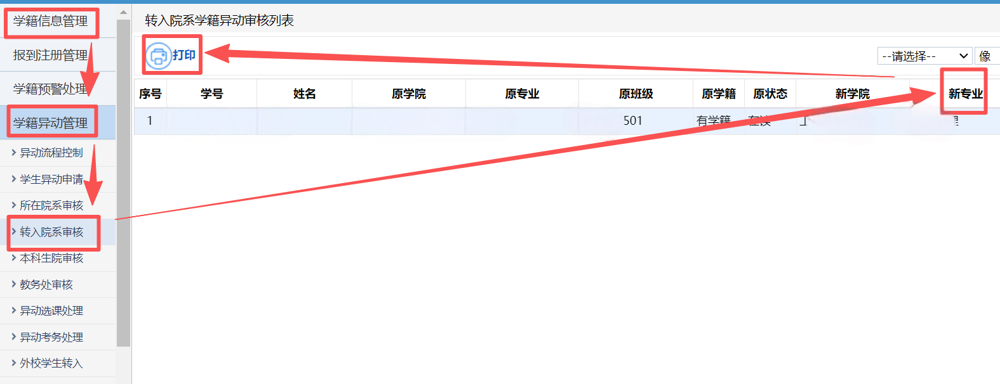 学籍信息管理
报到注册管理
学籍预警处理
学籍异动管理
异动流程控制
学生异动申请
所在院系审核
转入院系审核
本科生院审核
教务处审核
异动选课处理
异动考务处理
外校学生转入
转入院系学籍异动审核列表
打印
--请选择-- 像
序号 学号 姓名 原学院 原专业 原班级 原学籍 原状态 新学院 新专业
1 501 有学籍 在读